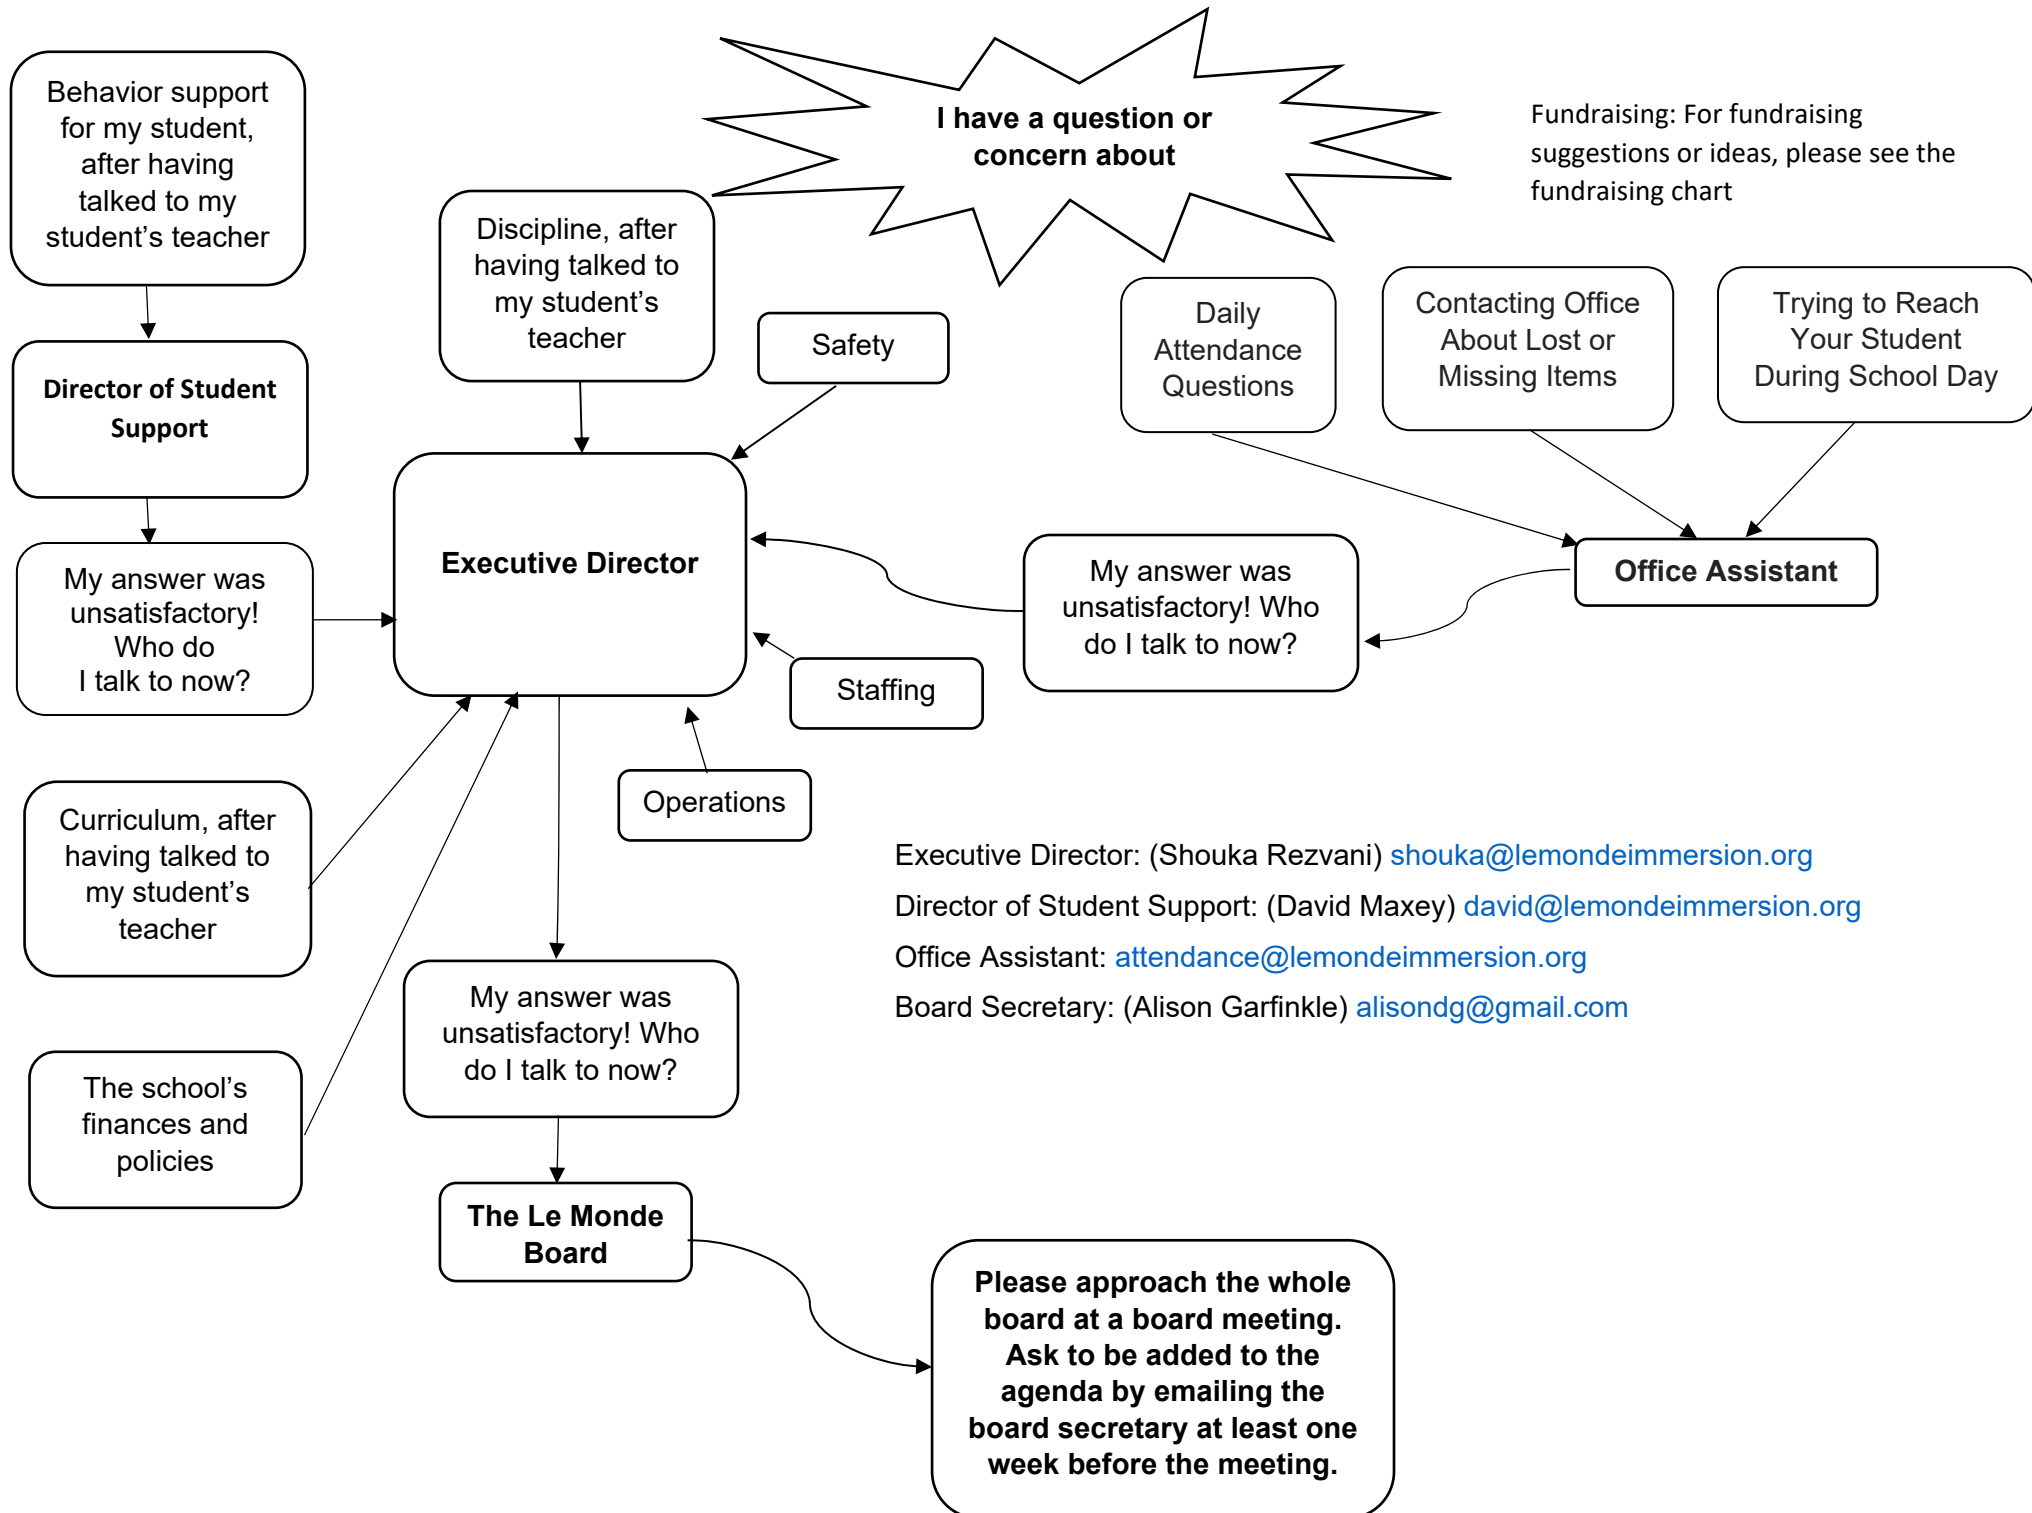 I have a question or
concern about
Fundraising: For fundraising
suggestions or ideas, please see the
fundraising chart
Behavior support
for my student,
after having
talked to my
student’s teacher
Discipline, after
having talked to
my student’s
teacher
Safety
Daily
Attendance
Questions
Contacting Office
About Lost or
Missing Items
Trying to Reach
Your Student
During School Day
Director of Student
Support
Executive Director
My answer was
unsatisfactory! Who
do I talk to now?
Office Assistant
My answer was
unsatisfactory!
Who do
I talk to now?
Staffing
Operations
Curriculum, after
having talked to
my student’s
teacher
Executive Director: (Shouka Rezvani) shouka@lemondeimmersion.org
Director of Student Support: (David Maxey) david@lemondeimmersion.org
Office Assistant: attendance@lemondeimmersion.org
Board Secretary: (Alison Garfinkle) alisondg@gmail.com
My answer was
unsatisfactory! Who
do I talk to now?
The school’s
finances and
policies
The Le Monde
Board
Please approach the whole
board at a board meeting.
Ask to be added to the
agenda by emailing the
board secretary at least one
week before the meeting.